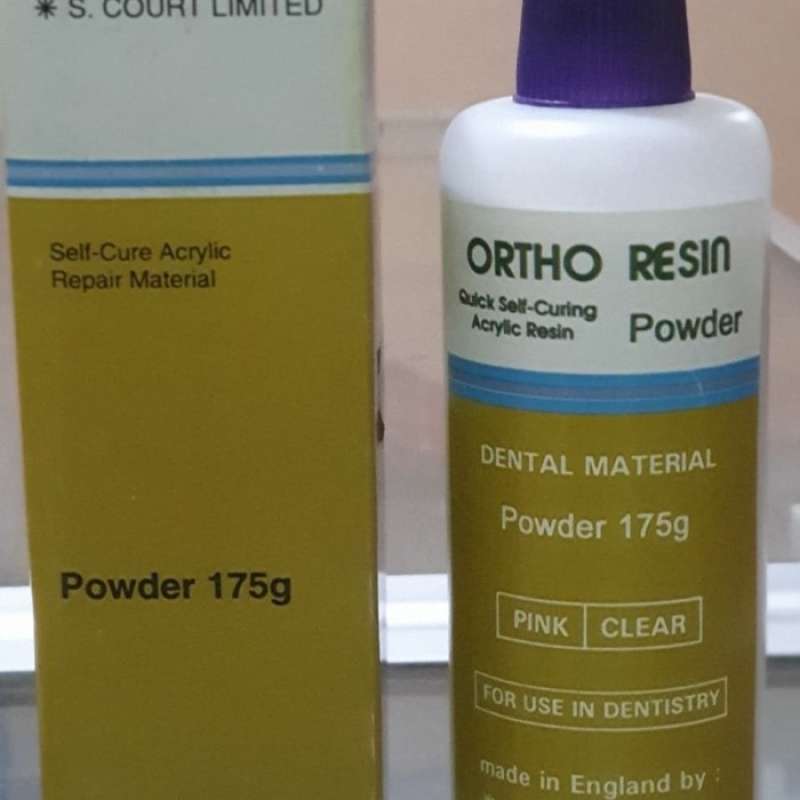 ✳ S. COURT LIMITED
Self-Cure Acrylic
Repair Material
Powder 175g
ORTHO RESIN
Quick Self-Curing
Acrylic Resin
Powder
DENTAL MATERIAL
Powder 175g
PINK CLEAR
FOR USE IN DENTISTRY
made in England by :